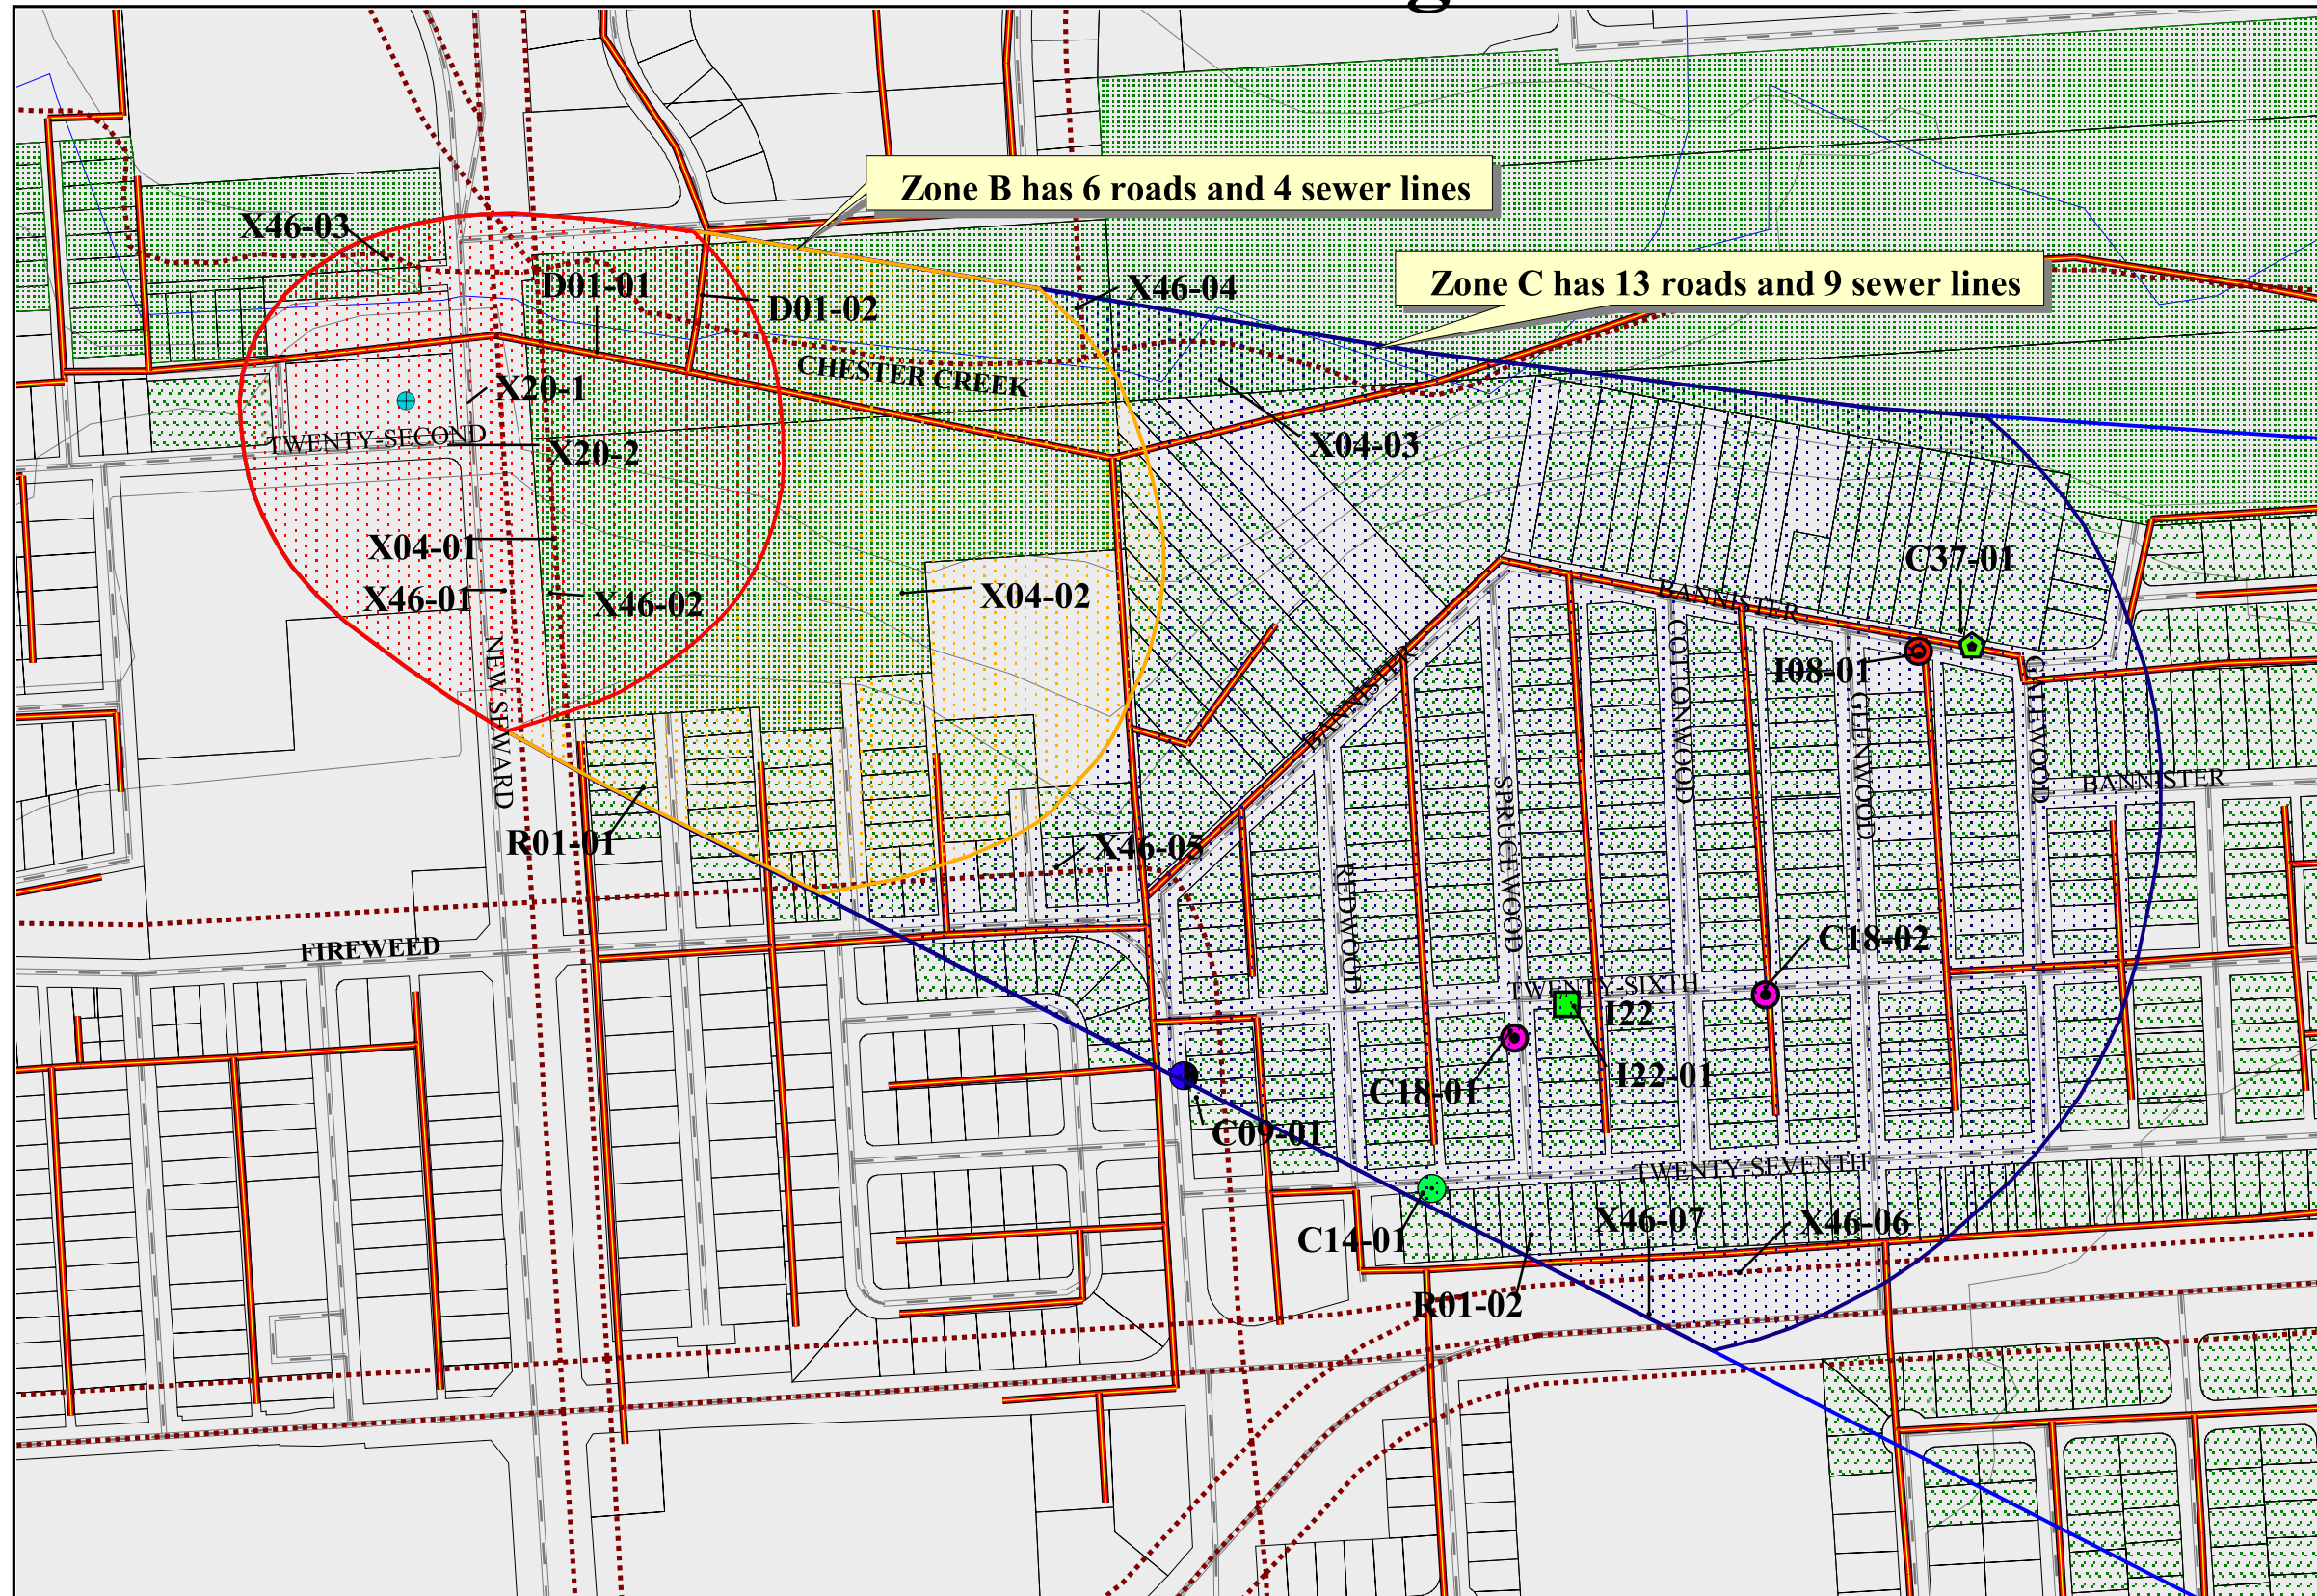 Zone B has 6 roads and 4 sewer lines
X46-03
Zone C has 13 roads and 9 sewer lines
D01-01
X46-04
D01-02
CHESTER CREEK
X20-1
TWENTY-SECOND
X20-2
X04-03
X04-01
C37-01
X46-01
X46-02
X04-02
BANNISTER
I08-01
NEW SEWARD
BANNISTER
COTTONWOOD
GLENWOOD
GATEWOOD
BANNISTER
R01-01
X46-05
SPRUCEWOOD
REDWOOD
FIREWEED
C18-02
TWENTY-SIXTH
I22
I22-01
C18-01
C09-01
TWENTY-SEVENTH
X46-07
X46-06
C14-01
R01-02